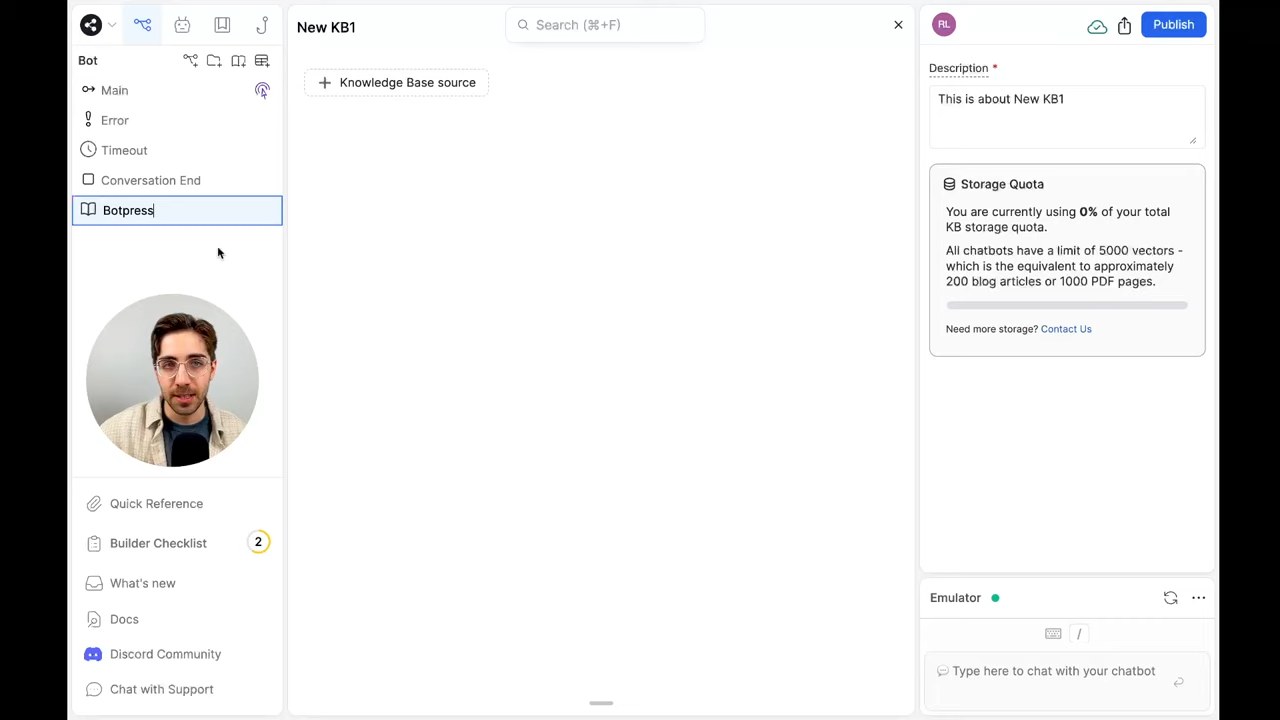 New KB1
Search (⌘+F)
RL
Publish
Bot
Main
Error
Timeout
Conversation End
Botpress
Knowledge Base source
Description *
This is about New KB1
Storage Quota
You are currently using 0% of your total
KB storage quota.
All chatbots have a limit of 5000 vectors -
which is the equivalent to approximately
200 blog articles or 1000 PDF pages.
Need more storage? Contact Us
Quick Reference
Builder Checklist 2
What's new
Docs
Discord Community
Chat with Support
Emulator
/
Type here to chat with your chatbot